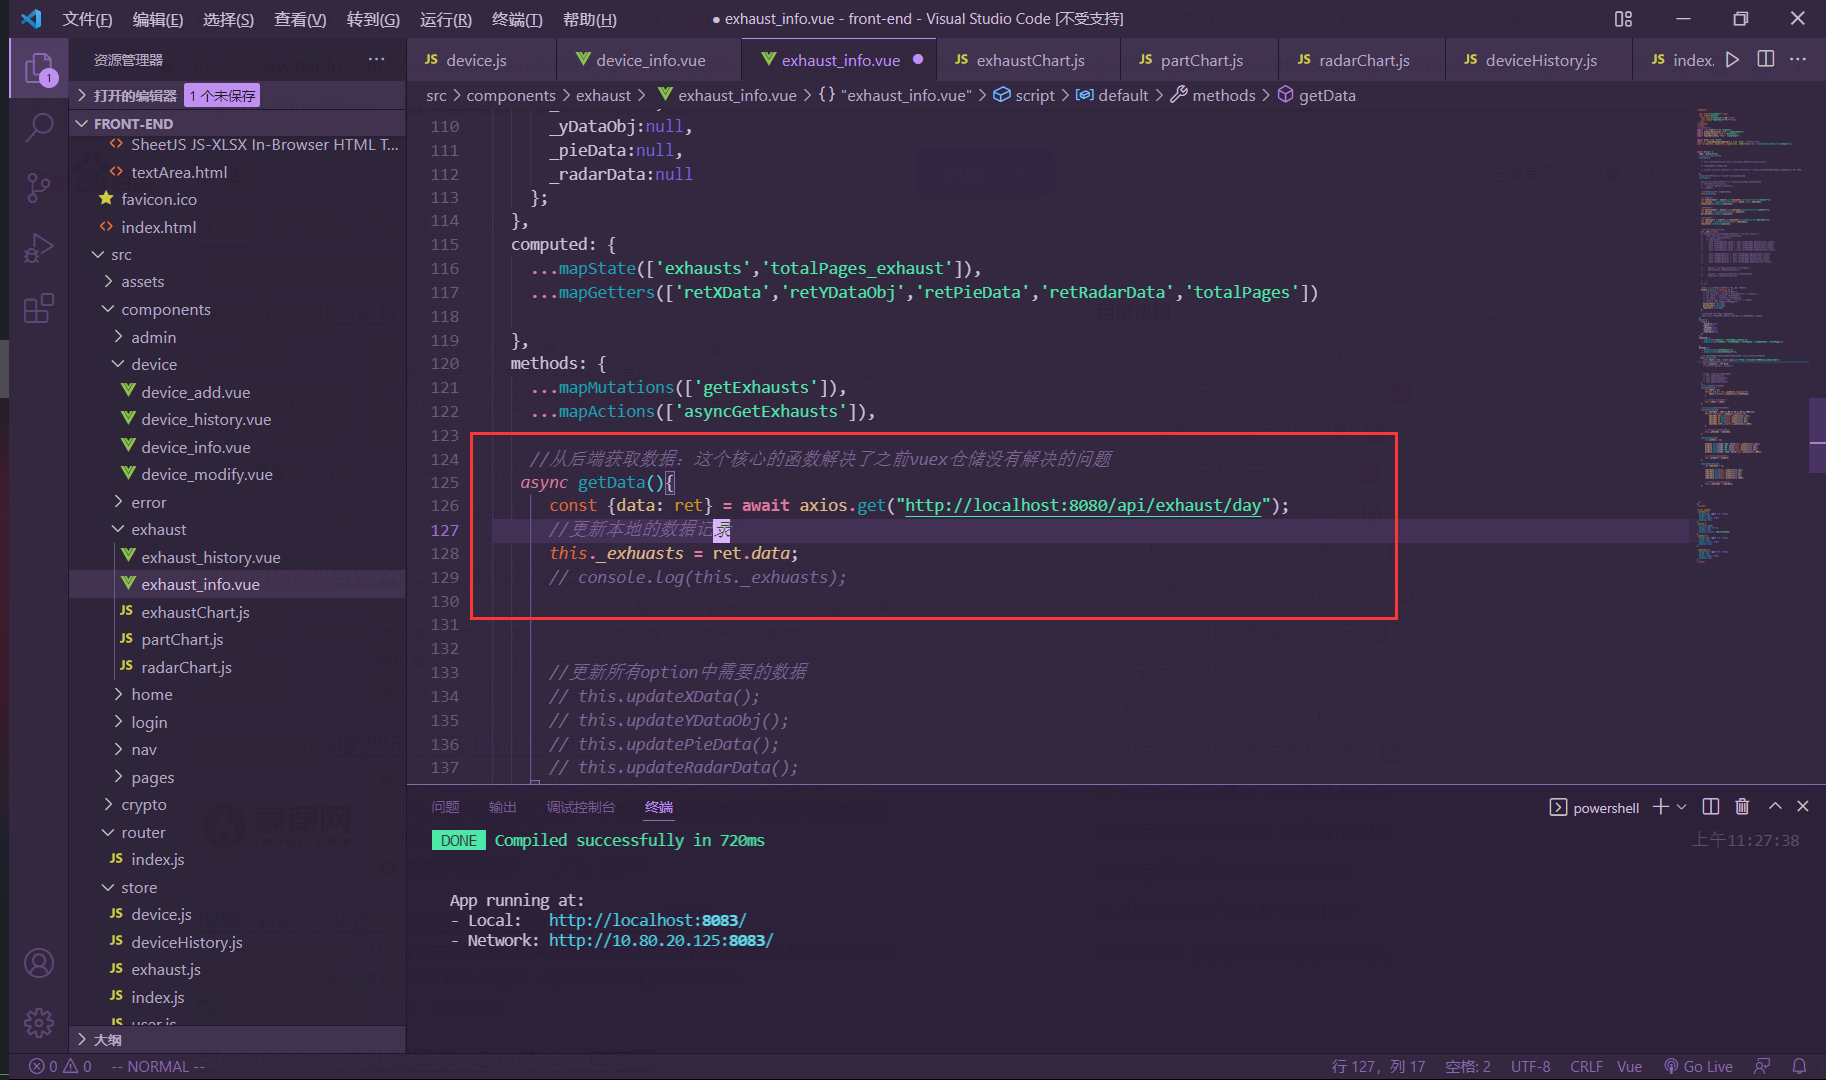 文件(F) 编辑(E) 选择(S) 查看(V) 转到(G) 运行(R) 终端(T) 帮助(H) ● exhaust_info.vue - front-end - Visual Studio Code [不受支持]
资源管理器 ···
1
打开的编辑器 1 个未保存
FRONT-END
SheetJS JS-XLSX In-Browser HTML T...
textArea.html
favicon.ico
index.html
src
assets
components
admin
device
device_add.vue
device_history.vue
device_info.vue
device_modify.vue
error
exhaust
exhaust_history.vue
exhaust_info.vue
JS exhaustChart.js
JS partChart.js
JS radarChart.js
home
login
nav
pages
crypto
router
JS index.js
store
JS device.js
JS deviceHistory.js
JS exhaust.js
JS index.js
JS user.js
大纲
JS device.js device_info.vue exhaust_info.vue ● JS exhaustChart.js JS partChart.js JS radarChart.js JS deviceHistory.js JS index. ···
src > components > exhaust > exhaust_info.vue > {} "exhaust_info.vue" > script > default > methods > getData
110 _yDataObj:null,
111 _pieData:null,
112 _radarData:null
113 };
114 },
115 computed: {
116 ...mapState(['exhausts','totalPages_exhaust']),
117 ...mapGetters(['retXData','retYDataObj','retPieData','retRadarData','totalPages'])
118
119 },
120 methods: {
121 ...mapMutations(['getExhausts']),
122 ...mapActions(['asyncGetExhausts']),
123
124 //从后端获取数据：这个核心的函数解决了之前vuex仓储没有解决的问题
125 async getData(){
126 const {data: ret} = await axios.get("http://localhost:8080/api/exhaust/day");
127 //更新本地的数据记录
128 this._exhuasts = ret.data;
129 // console.log(this._exhuasts);
130
131
132
133 //更新所有option中需要的数据
134 // this.updateXData();
135 // this.updateYDataObj();
136 // this.updatePieData();
137 // this.updateRadarData();
问题 输出 调试控制台 终端 powershell
DONE Compiled successfully in 720ms 上午11:27:38
App running at:
- Local: http://localhost:8083/
- Network: http://10.80.20.125:8083/
0 0 -- NORMAL -- 行 127，列 17 空格: 2 UTF-8 CRLF Vue Go Live